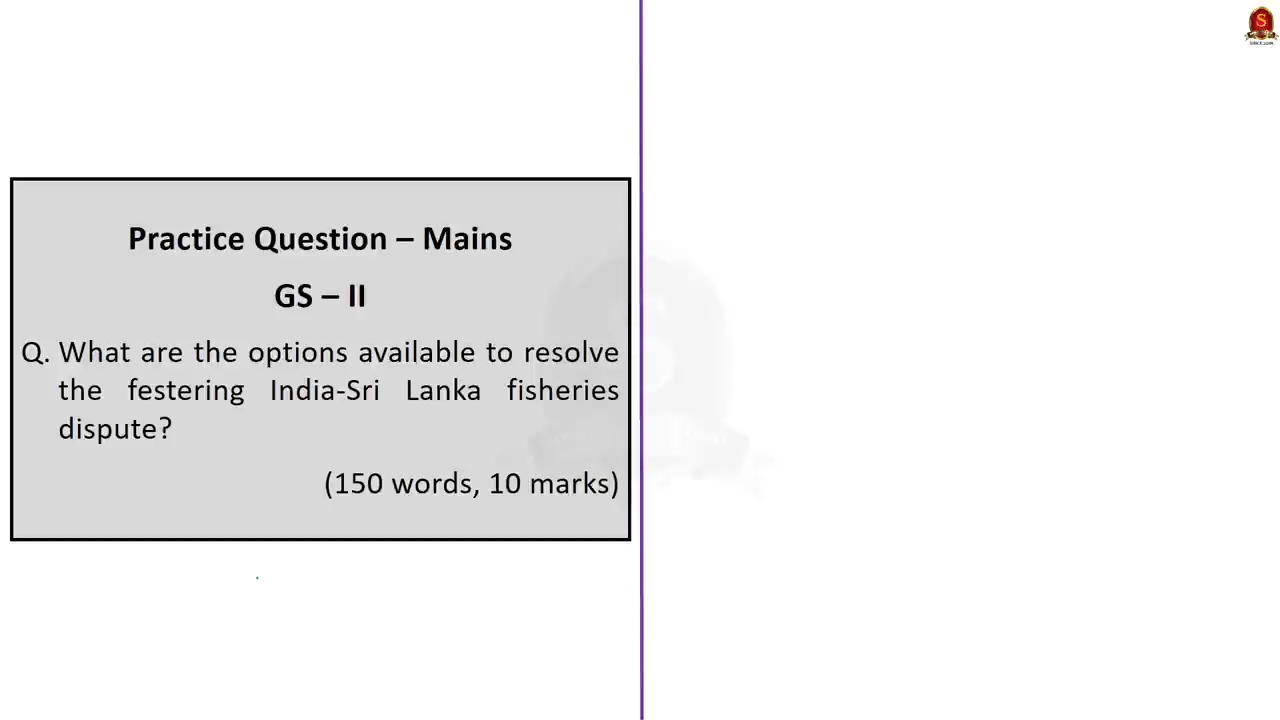 Practice Question – Mains
GS – II
Q. What are the options available to resolve
the festering India-Sri Lanka fisheries
dispute?
(150 words, 10 marks)
S